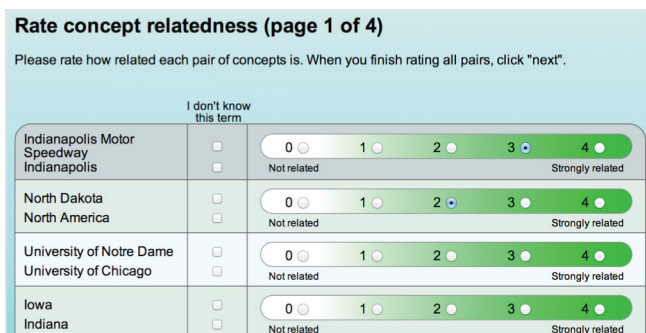 Rate concept relatedness (page 1 of 4)
Please rate how related each pair of concepts is. When you finish rating all pairs, click "next".
I don't know
this term
Indianapolis Motor
Speedway
Indianapolis
0 1 2 3 4
Not related Strongly related
North Dakota
North America
0 1 2 3 4
Not related Strongly related
University of Notre Dame
University of Chicago
0 1 2 3 4
Not related Strongly related
Iowa
Indiana
0 1 2 3 4
Not related Strongly related